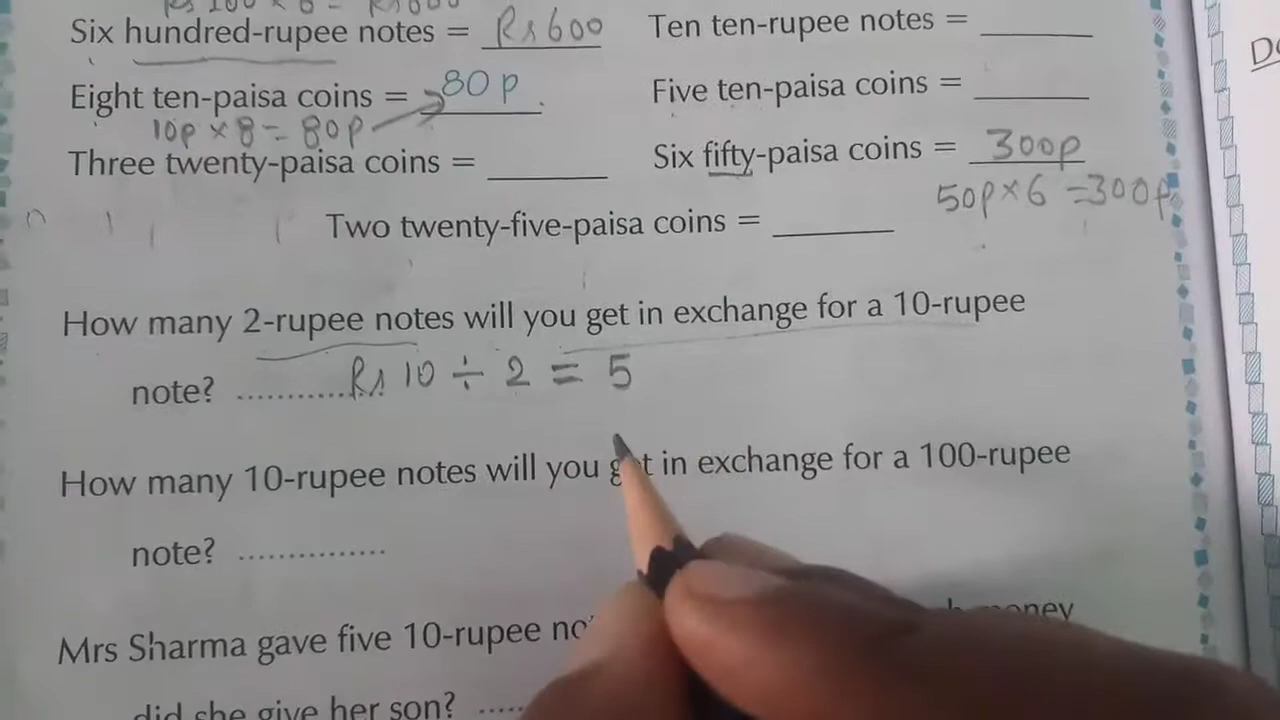 Six hundred-rupee notes = Rs 600 Ten ten-rupee notes = ______
Eight ten-paisa coins = 80 p. Five ten-paisa coins = ______
10p × 8 = 80p
Three twenty-paisa coins = ______ Six fifty-paisa coins = 300p
50p × 6 = 300p
Two twenty-five-paisa coins = ______
How many 2-rupee notes will you get in exchange for a 10-rupee
note? ............ Rs 10 ÷ 2 = 5
How many 10-rupee notes will you get in exchange for a 100-rupee
note? ...............
Mrs Sharma gave five 10-rupee money
did she give her son? .....